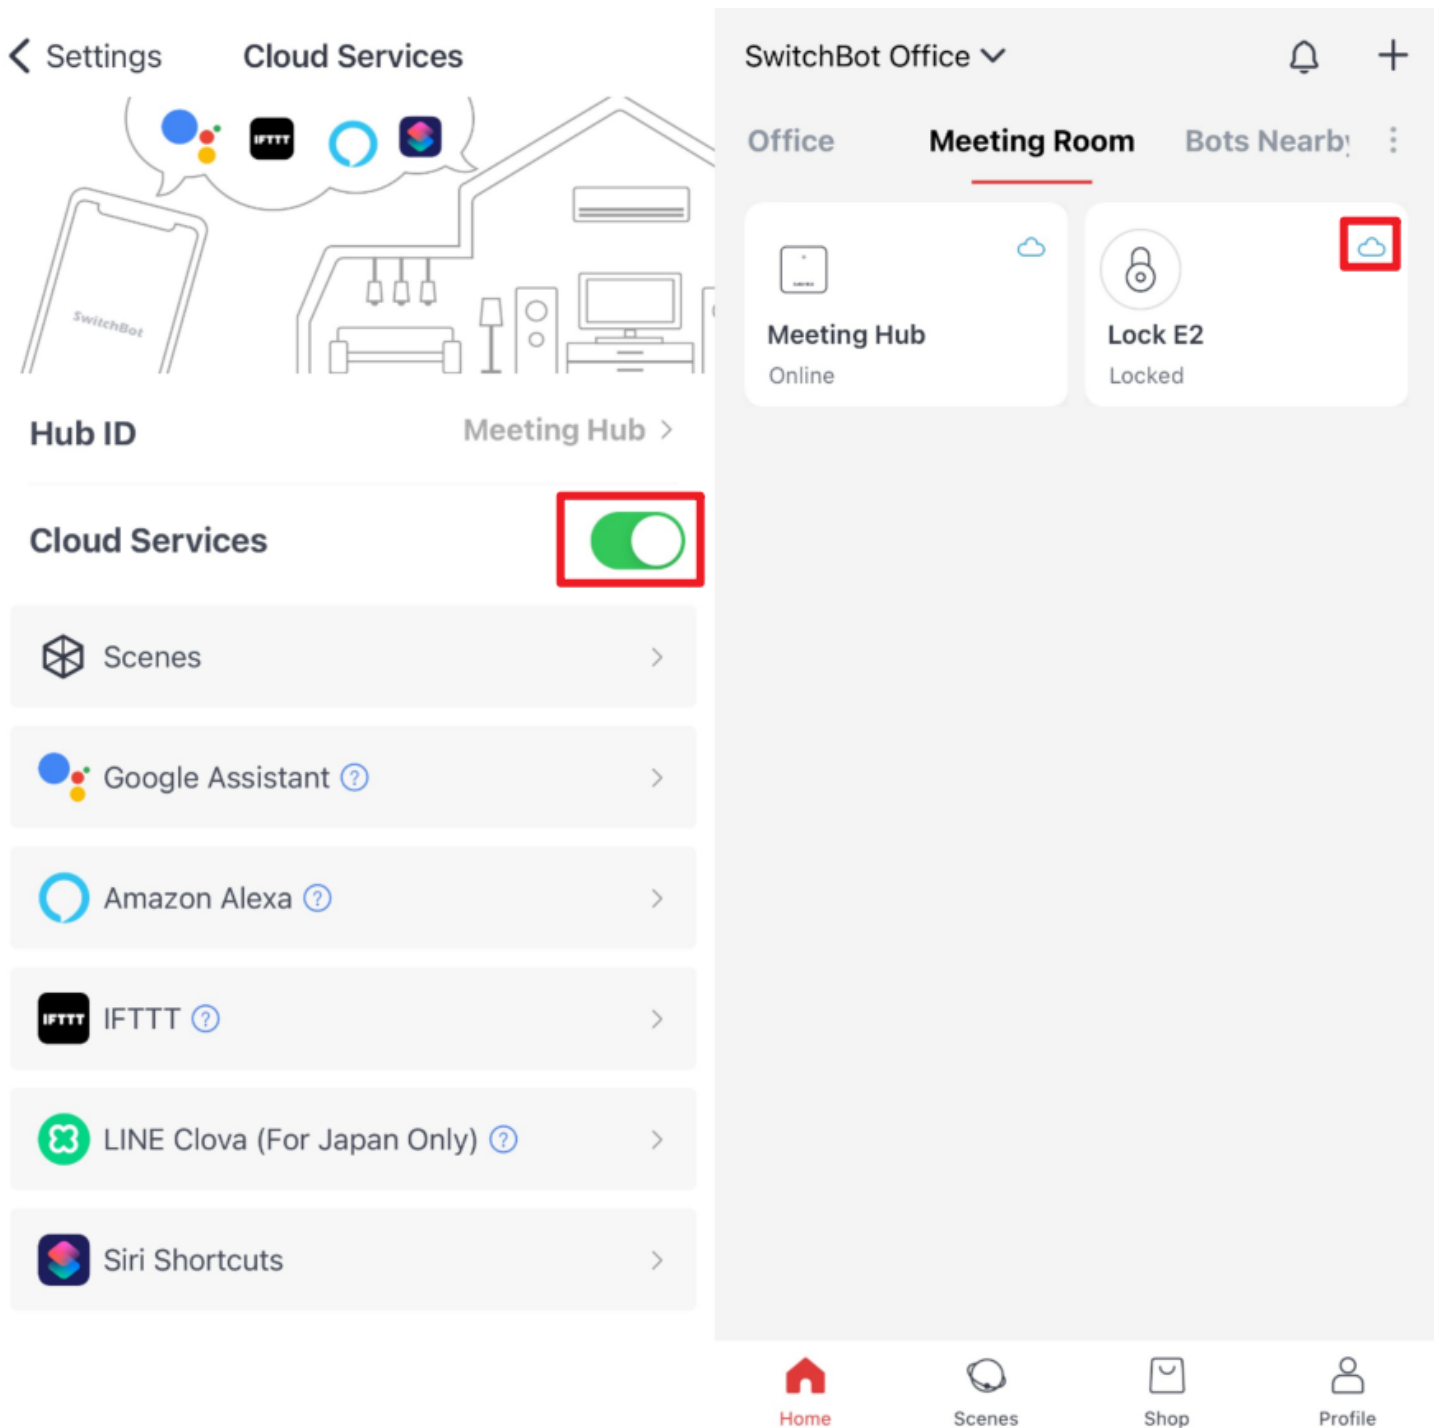 Settings
Cloud Services
IFTTT
SwitchBot
Hub ID
Meeting Hub
Cloud Services
Scenes
Google Assistant ?
Amazon Alexa ?
IFTTT IFTTT ?
LINE Clova (For Japan Only) ?
Siri Shortcuts
SwitchBot Office
Office
Meeting Room
Bots Nearby
Meeting Hub
Online
Lock E2
Locked
Home
Scenes
Shop
Profile